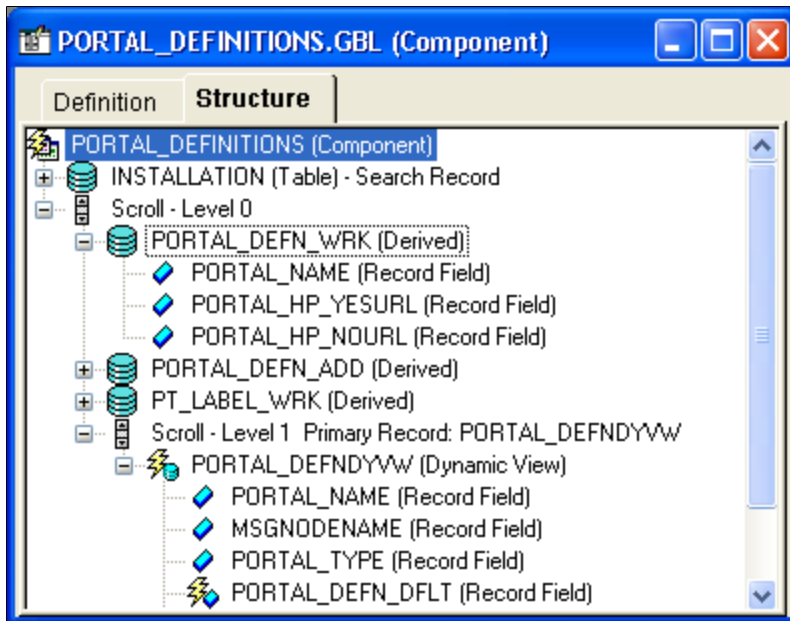 PORTAL_DEFINITIONS.GBL (Component)
Definition Structure
PORTAL_DEFINITIONS (Component)
INSTALLATION (Table) - Search Record
Scroll - Level 0
PORTAL_DEFN_WRK (Derived)
PORTAL_NAME (Record Field)
PORTAL_HP_YESURL (Record Field)
PORTAL_HP_NOURL (Record Field)
PORTAL_DEFN_ADD (Derived)
PT_LABEL_WRK (Derived)
Scroll - Level 1 Primary Record: PORTAL_DEFNDYVW
PORTAL_DEFNDYVW (Dynamic View)
PORTAL_NAME (Record Field)
MSGNODENAME (Record Field)
PORTAL_TYPE (Record Field)
PORTAL_DEFN_DFLT (Record Field)